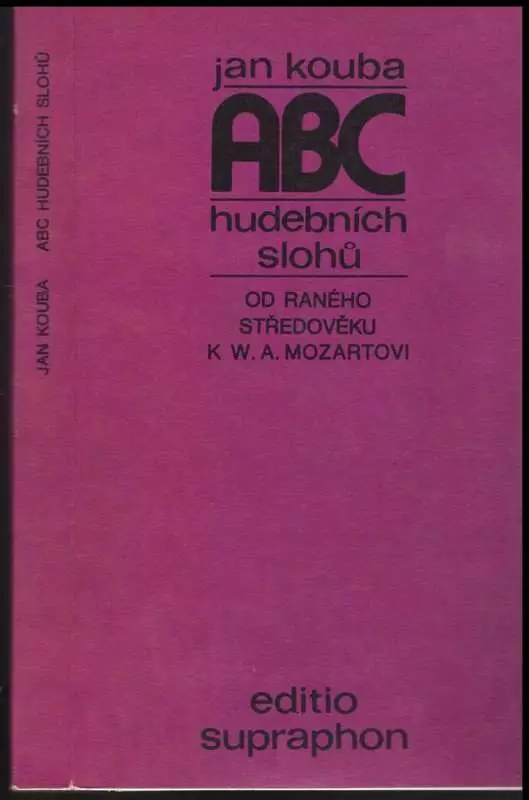 jan kouba
ABC
hudebních
slohů
OD RANÉHO
STŘEDOVĚKU
K W. A. MOZARTOVI
editio
supraphon
JAN KOUBA ABC HUDEBNÍCH SLOHŮ